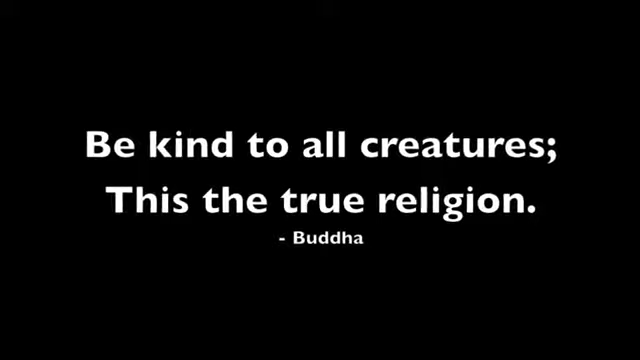 Be kind to all creatures;
This the true religion.
- Buddha